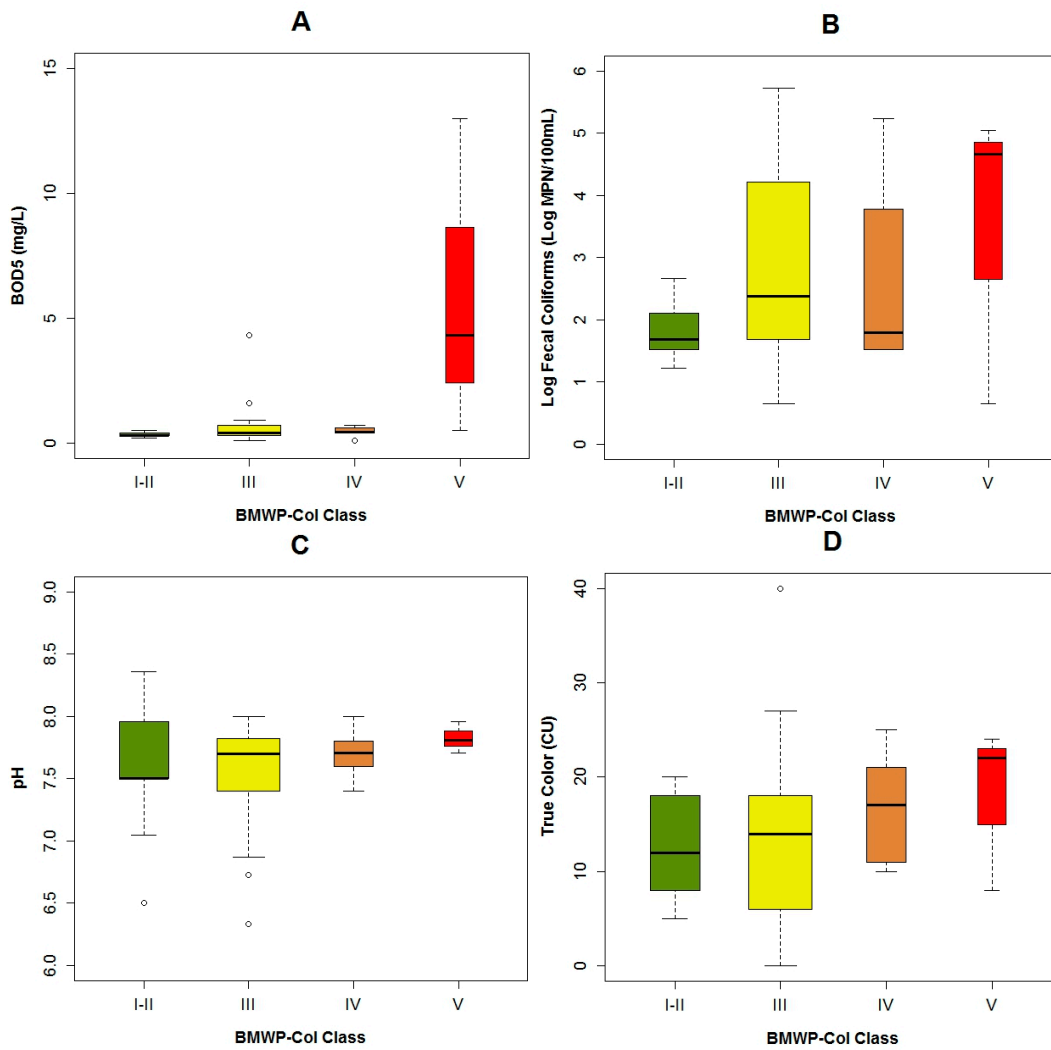 A
BOD5 (mg/L)
15
10
5
0
I-II III IV V
BMWP-Col Class
B
Log Fecal Coliforms (Log MPN/100mL)
6
5
4
3
2
1
0
I-II III IV V
BMWP-Col Class
C
pH
9.0
8.5
8.0
7.5
7.0
6.5
6.0
I-II III IV V
BMWP-Col Class
D
True Color (CU)
40
30
20
10
0
I-II III IV V
BMWP-Col Class